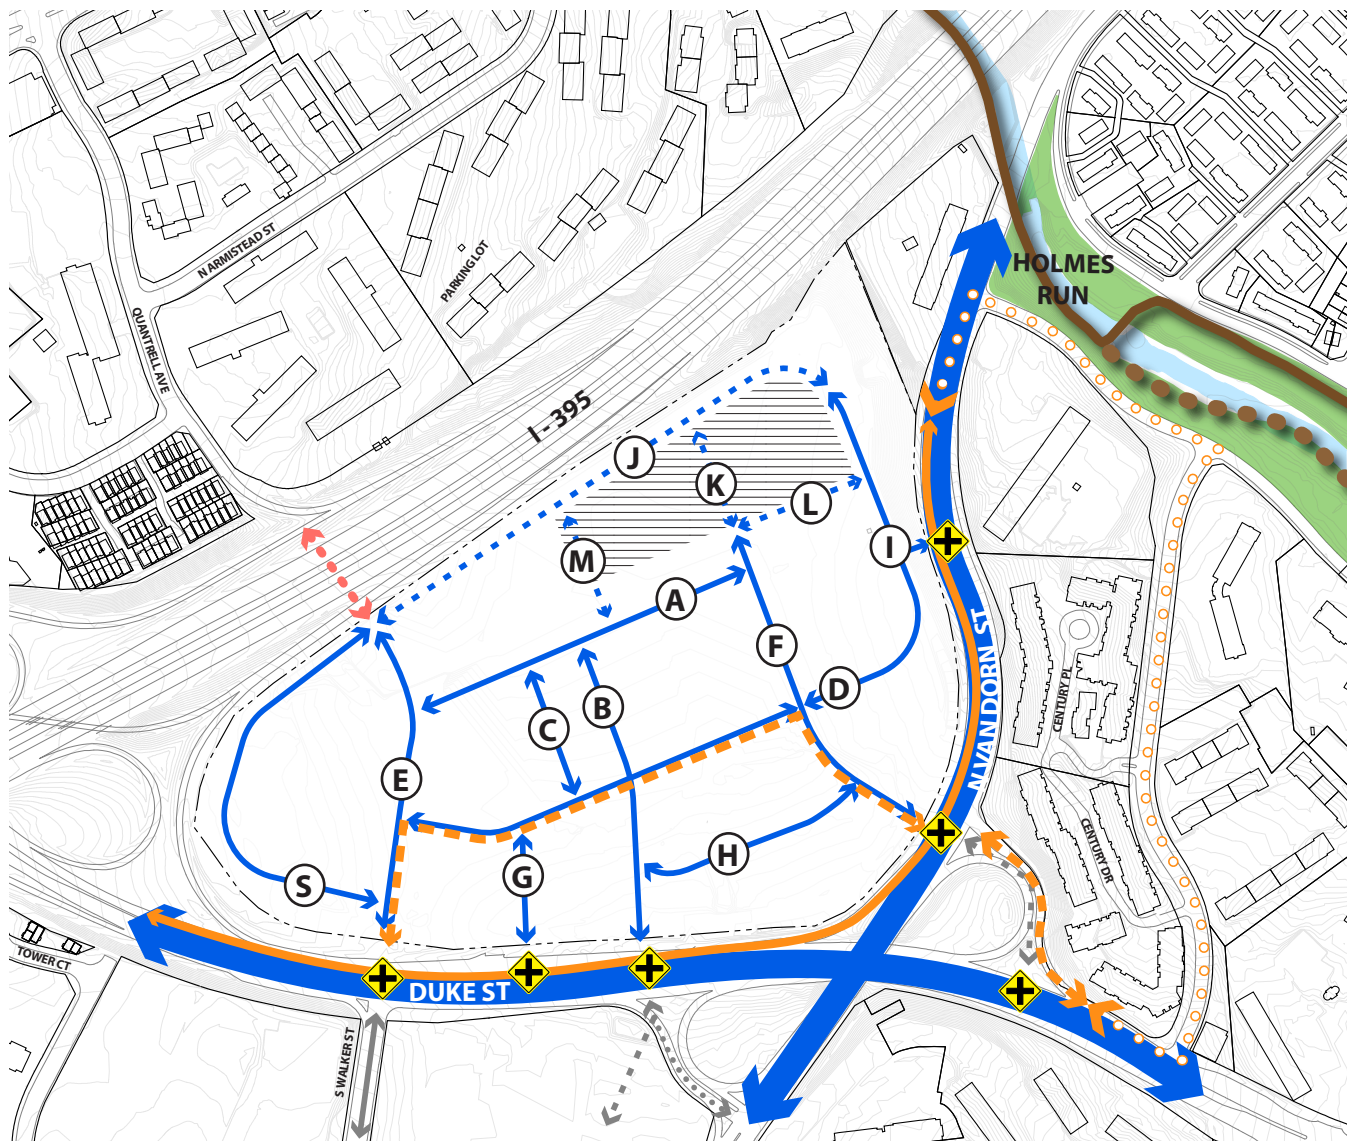 N ARMISTEAD ST
PARKING LOT
QUANTRELL AVE
HOLMES
RUN
I - 395
J
K
L
M
I
A
F
D
B
C
E
H
G
S
N VAN DORN ST
CENTURY PL
CENTURY DR
TOWER CT
DUKE ST
S WALKER ST